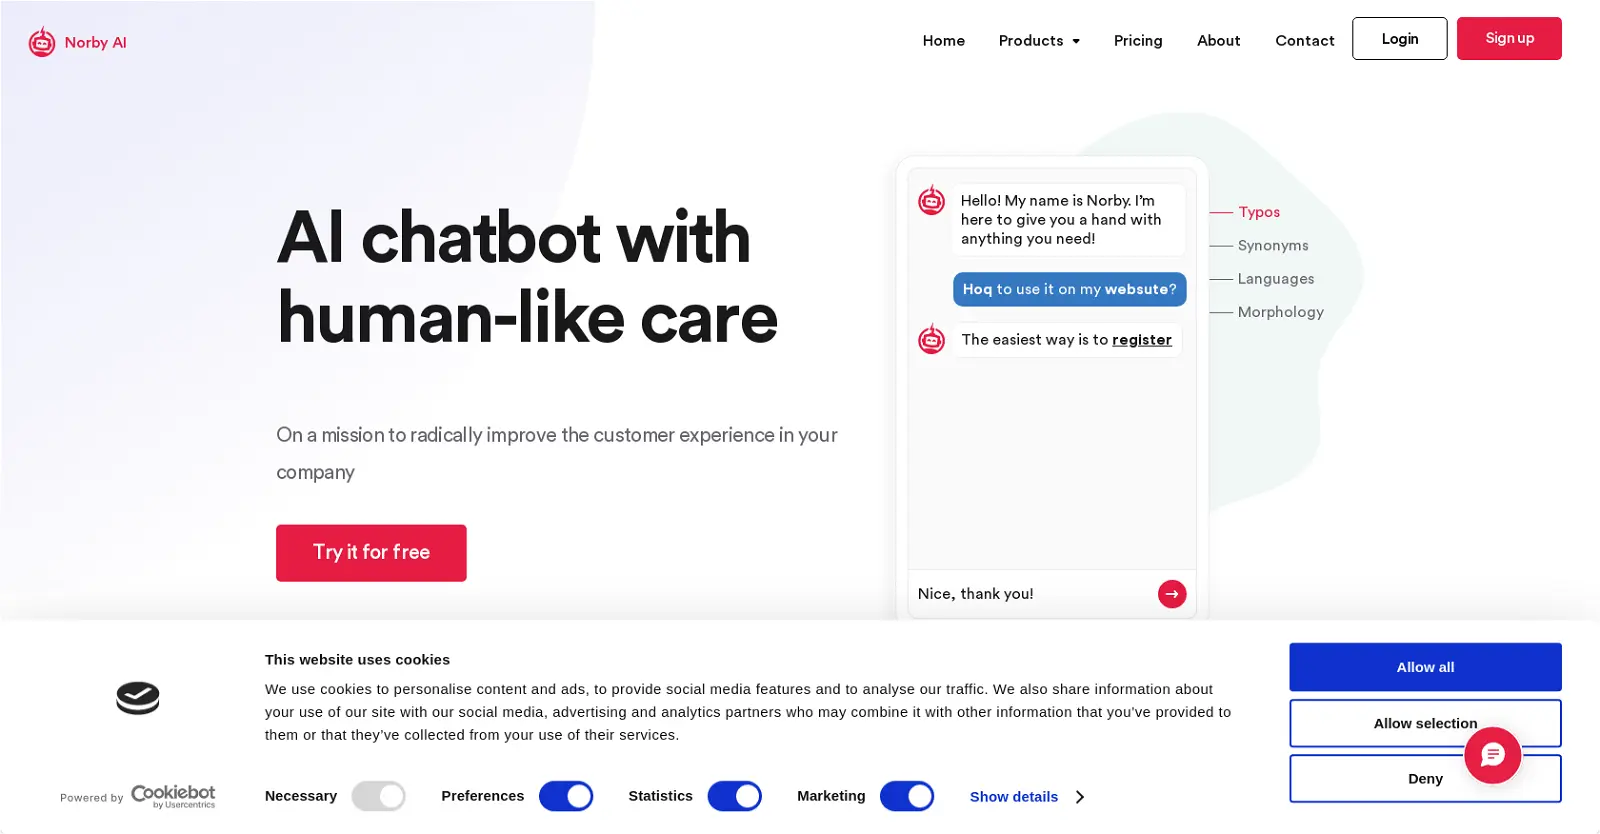 Norby AI
Home
Products
Pricing
About
Contact
Login
Sign up
AI chatbot with
human-like care
On a mission to radically improve the customer experience in your
company
Try it for free
Hello! My name is Norby. I'm
here to give you a hand with
anything you need!
Hoq to use it on my websute?
The easiest way is to register
Nice, thank you!
Typos
Synonyms
Languages
Morphology
This website uses cookies
We use cookies to personalise content and ads, to provide social media features and to analyse our traffic. We also share information about
your use of our site with our social media, advertising and analytics partners who may combine it with other information that you've provided to
them or that they've collected from your use of their services.
Powered by Cookiebot
by Usercentrics
Necessary
Preferences
Statistics
Marketing
Show details
Allow all
Allow selection
Deny